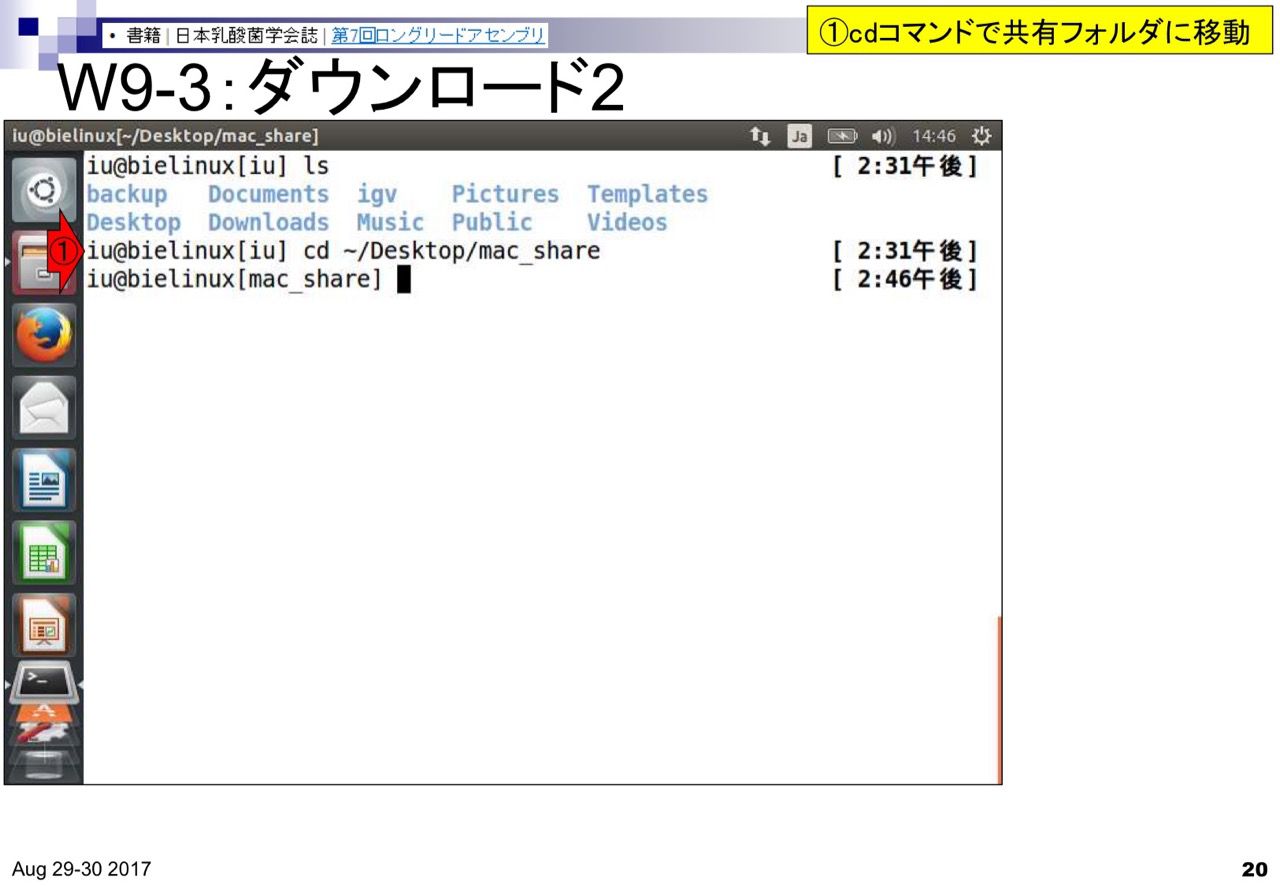 • 書籍 | 日本乳酸菌学会誌 | 第7回ロングリードアセンブリ
①cdコマンドで共有フォルダに移動
W9-3：ダウンロード2
iu@bielinux[~/Desktop/mac_share] Ja 14:46
iu@bielinux[iu] ls [ 2:31午後]
backup Documents igv Pictures Templates
Desktop Downloads Music Public Videos
① iu@bielinux[iu] cd ~/Desktop/mac_share [ 2:31午後]
iu@bielinux[mac_share] [ 2:46午後]
Aug 29-30 2017
20